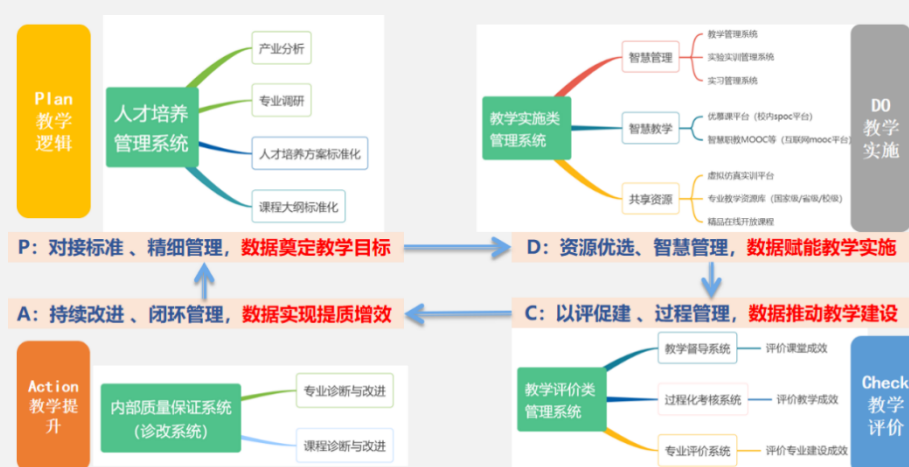 Plan
教学
逻辑
人才培养
管理系统
产业分析
专业调研
人才培养方案标准化
课程大纲标准化
教学实施类
管理系统
智慧管理
教学管理系统
实验实训管理系统
实习管理系统
智慧教学
优慕课平台（校内spoc平台）
智慧职教MOOC等（互联网mooc平台）
共享资源
虚拟仿真实训平台
专业教学资源库（国家级/省级/校级）
精品在线开放课程
DO
教学
实施
P：对接标准 、精细管理，数据奠定教学目标
D：资源优选、智慧管理，数据赋能教学实施
A：持续改进 、闭环管理，数据实现提质增效
C：以评促建 、过程管理，数据推动教学建设
Action
教学提
升
内部质量保证系统
（诊改系统）
专业诊断与改进
课程诊断与改进
教学评价类
管理系统
教学督导系统
评价课堂成效
过程化考核系统
评价教学成效
专业评价系统
评价专业建设成效
Check
教学
评价